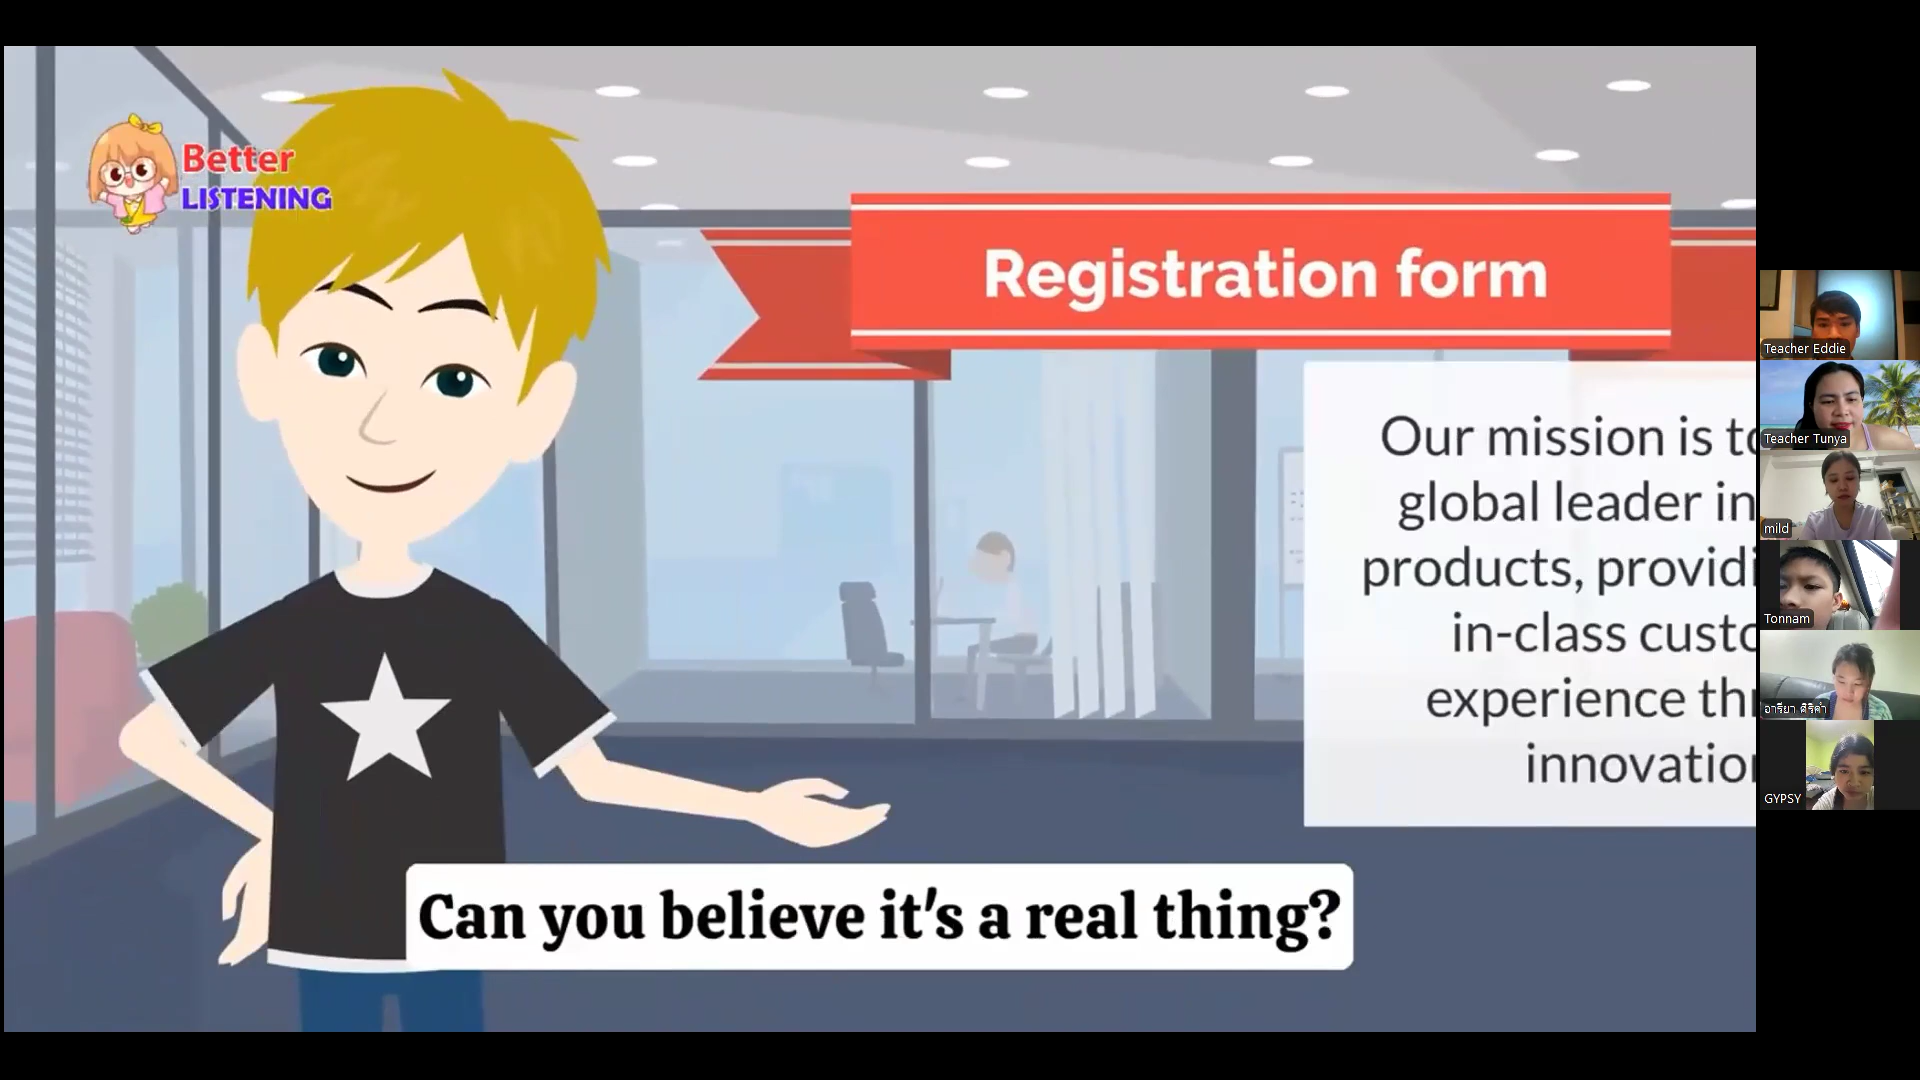 Better
LISTENING
Registration form
Our mission is to
global leader in
products, providi
in-class custo
experience thr
innovation
Can you believe it's a real thing?
Teacher Eddie
Teacher Tunya
mild
Tonnam
อารียา ศิริคำ
GYPSY